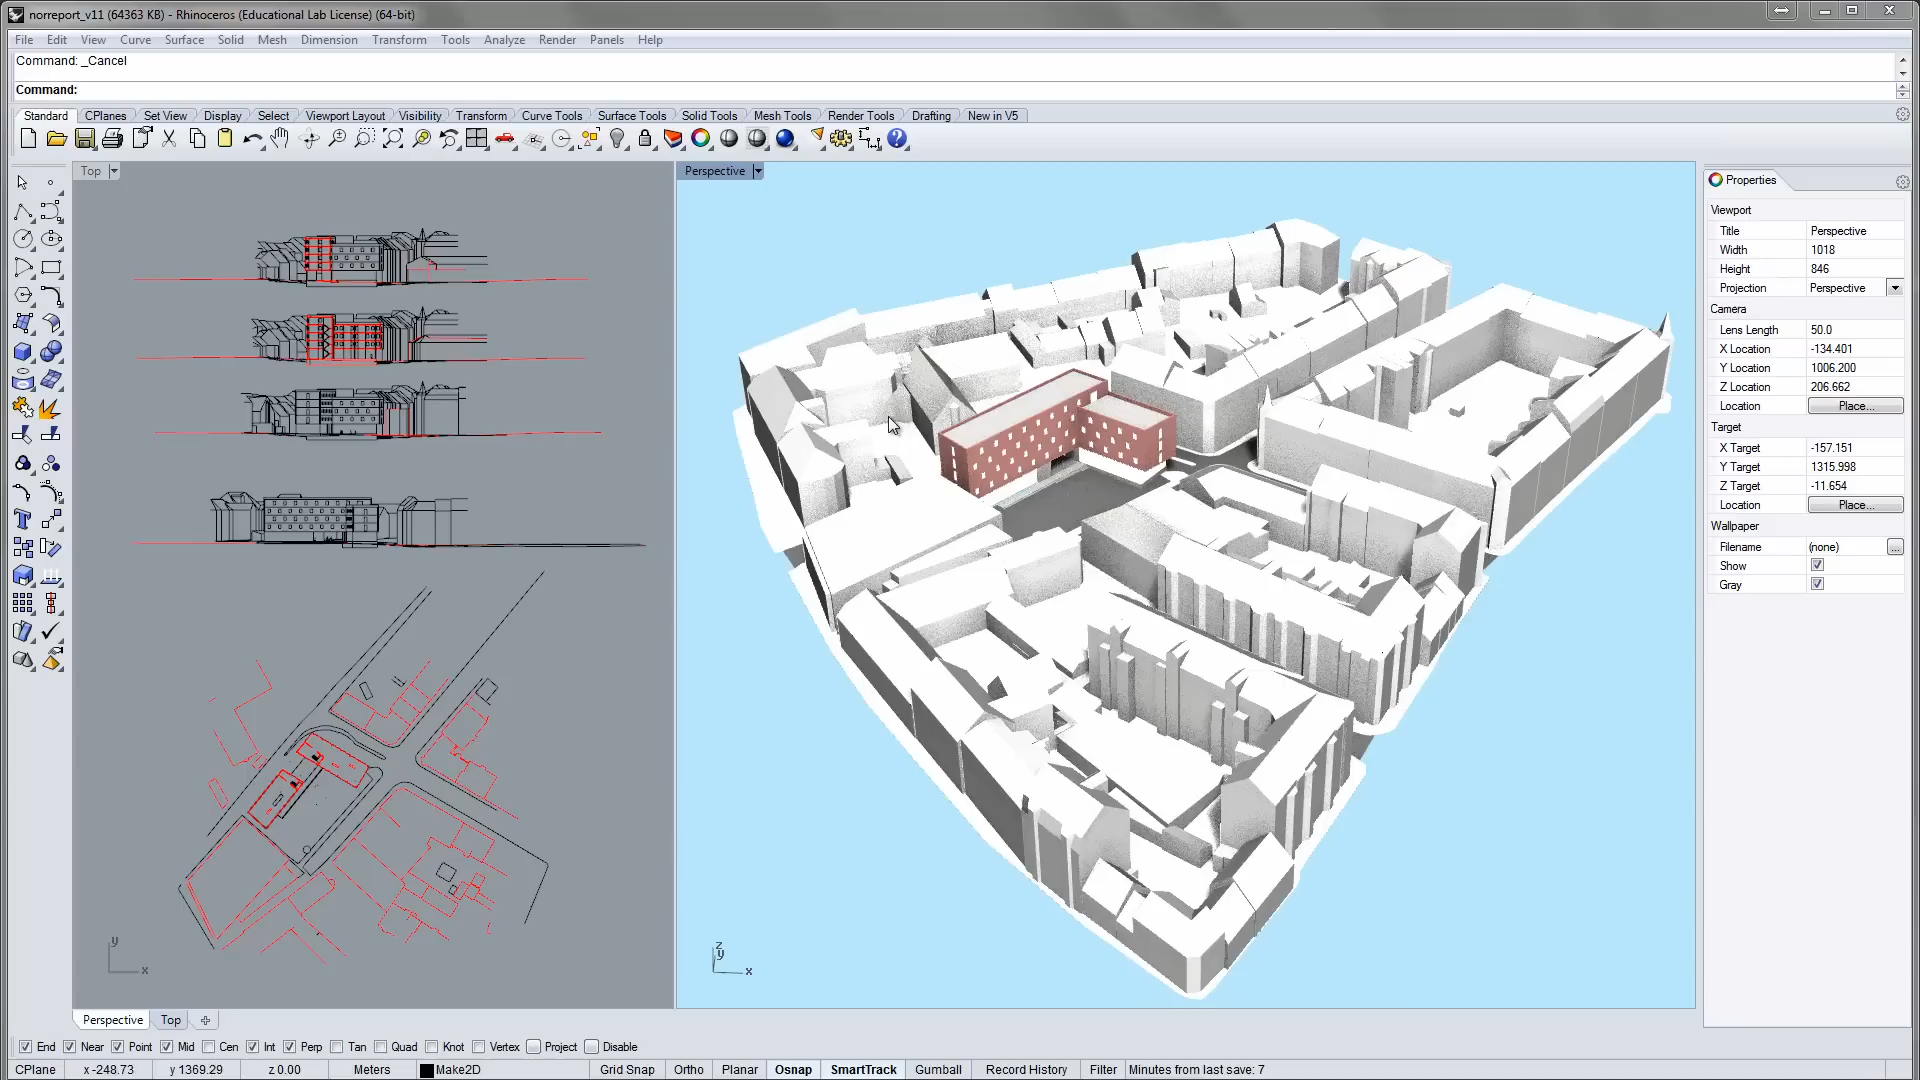 norreport_v11 (64363 KB) - Rhinoceros (Educational Lab License) (64-bit)
File Edit View Curve Surface Solid Mesh Dimension Transform Tools Analyze Render Panels Help
Command: _Cancel
Command:
Standard CPlanes Set View Display Select Viewport Layout Visibility Transform Curve Tools Surface Tools Solid Tools Mesh Tools Render Tools Drafting New in V5
Top
Perspective
Properties
Viewport
Title Perspective
Width 1018
Height 846
Projection Perspective
Camera
Lens Length 50.0
X Location -134.401
Y Location 1006.200
Z Location 206.662
Location Place...
Target
X Target -157.151
Y Target 1315.998
Z Target -11.654
Location Place...
Wallpaper
Filename (none) ...
Show
Gray
y
x
z
y
x
Perspective Top
End Near Point Mid Cen Int Perp Tan Quad Knot Vertex Project Disable
CPlane x -248.73 y 1369.29 z 0.00 Meters Make2D Grid Snap Ortho Planar Osnap SmartTrack Gumball Record History Filter Minutes from last save: 7